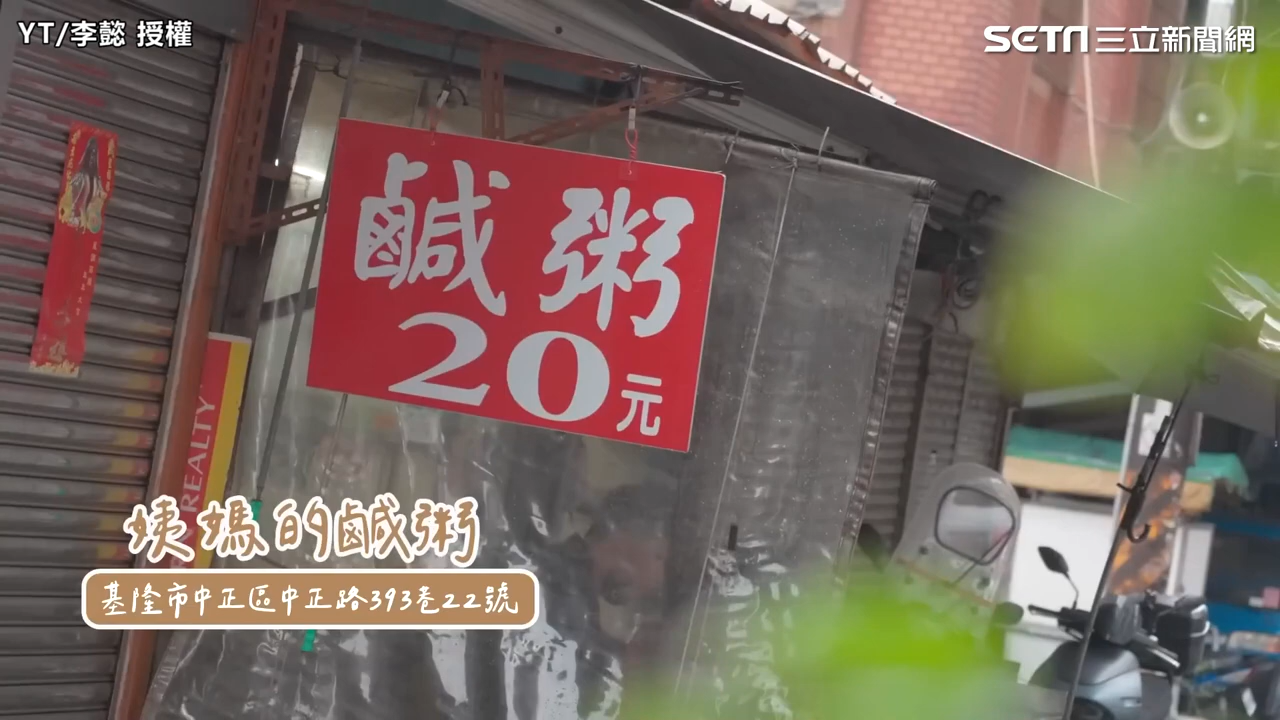 YT/李懿 授權
SETN三立新聞網
鹹粥
20元
REALTY
姨媽的鹹粥
基隆市中正區中正路393巷22號